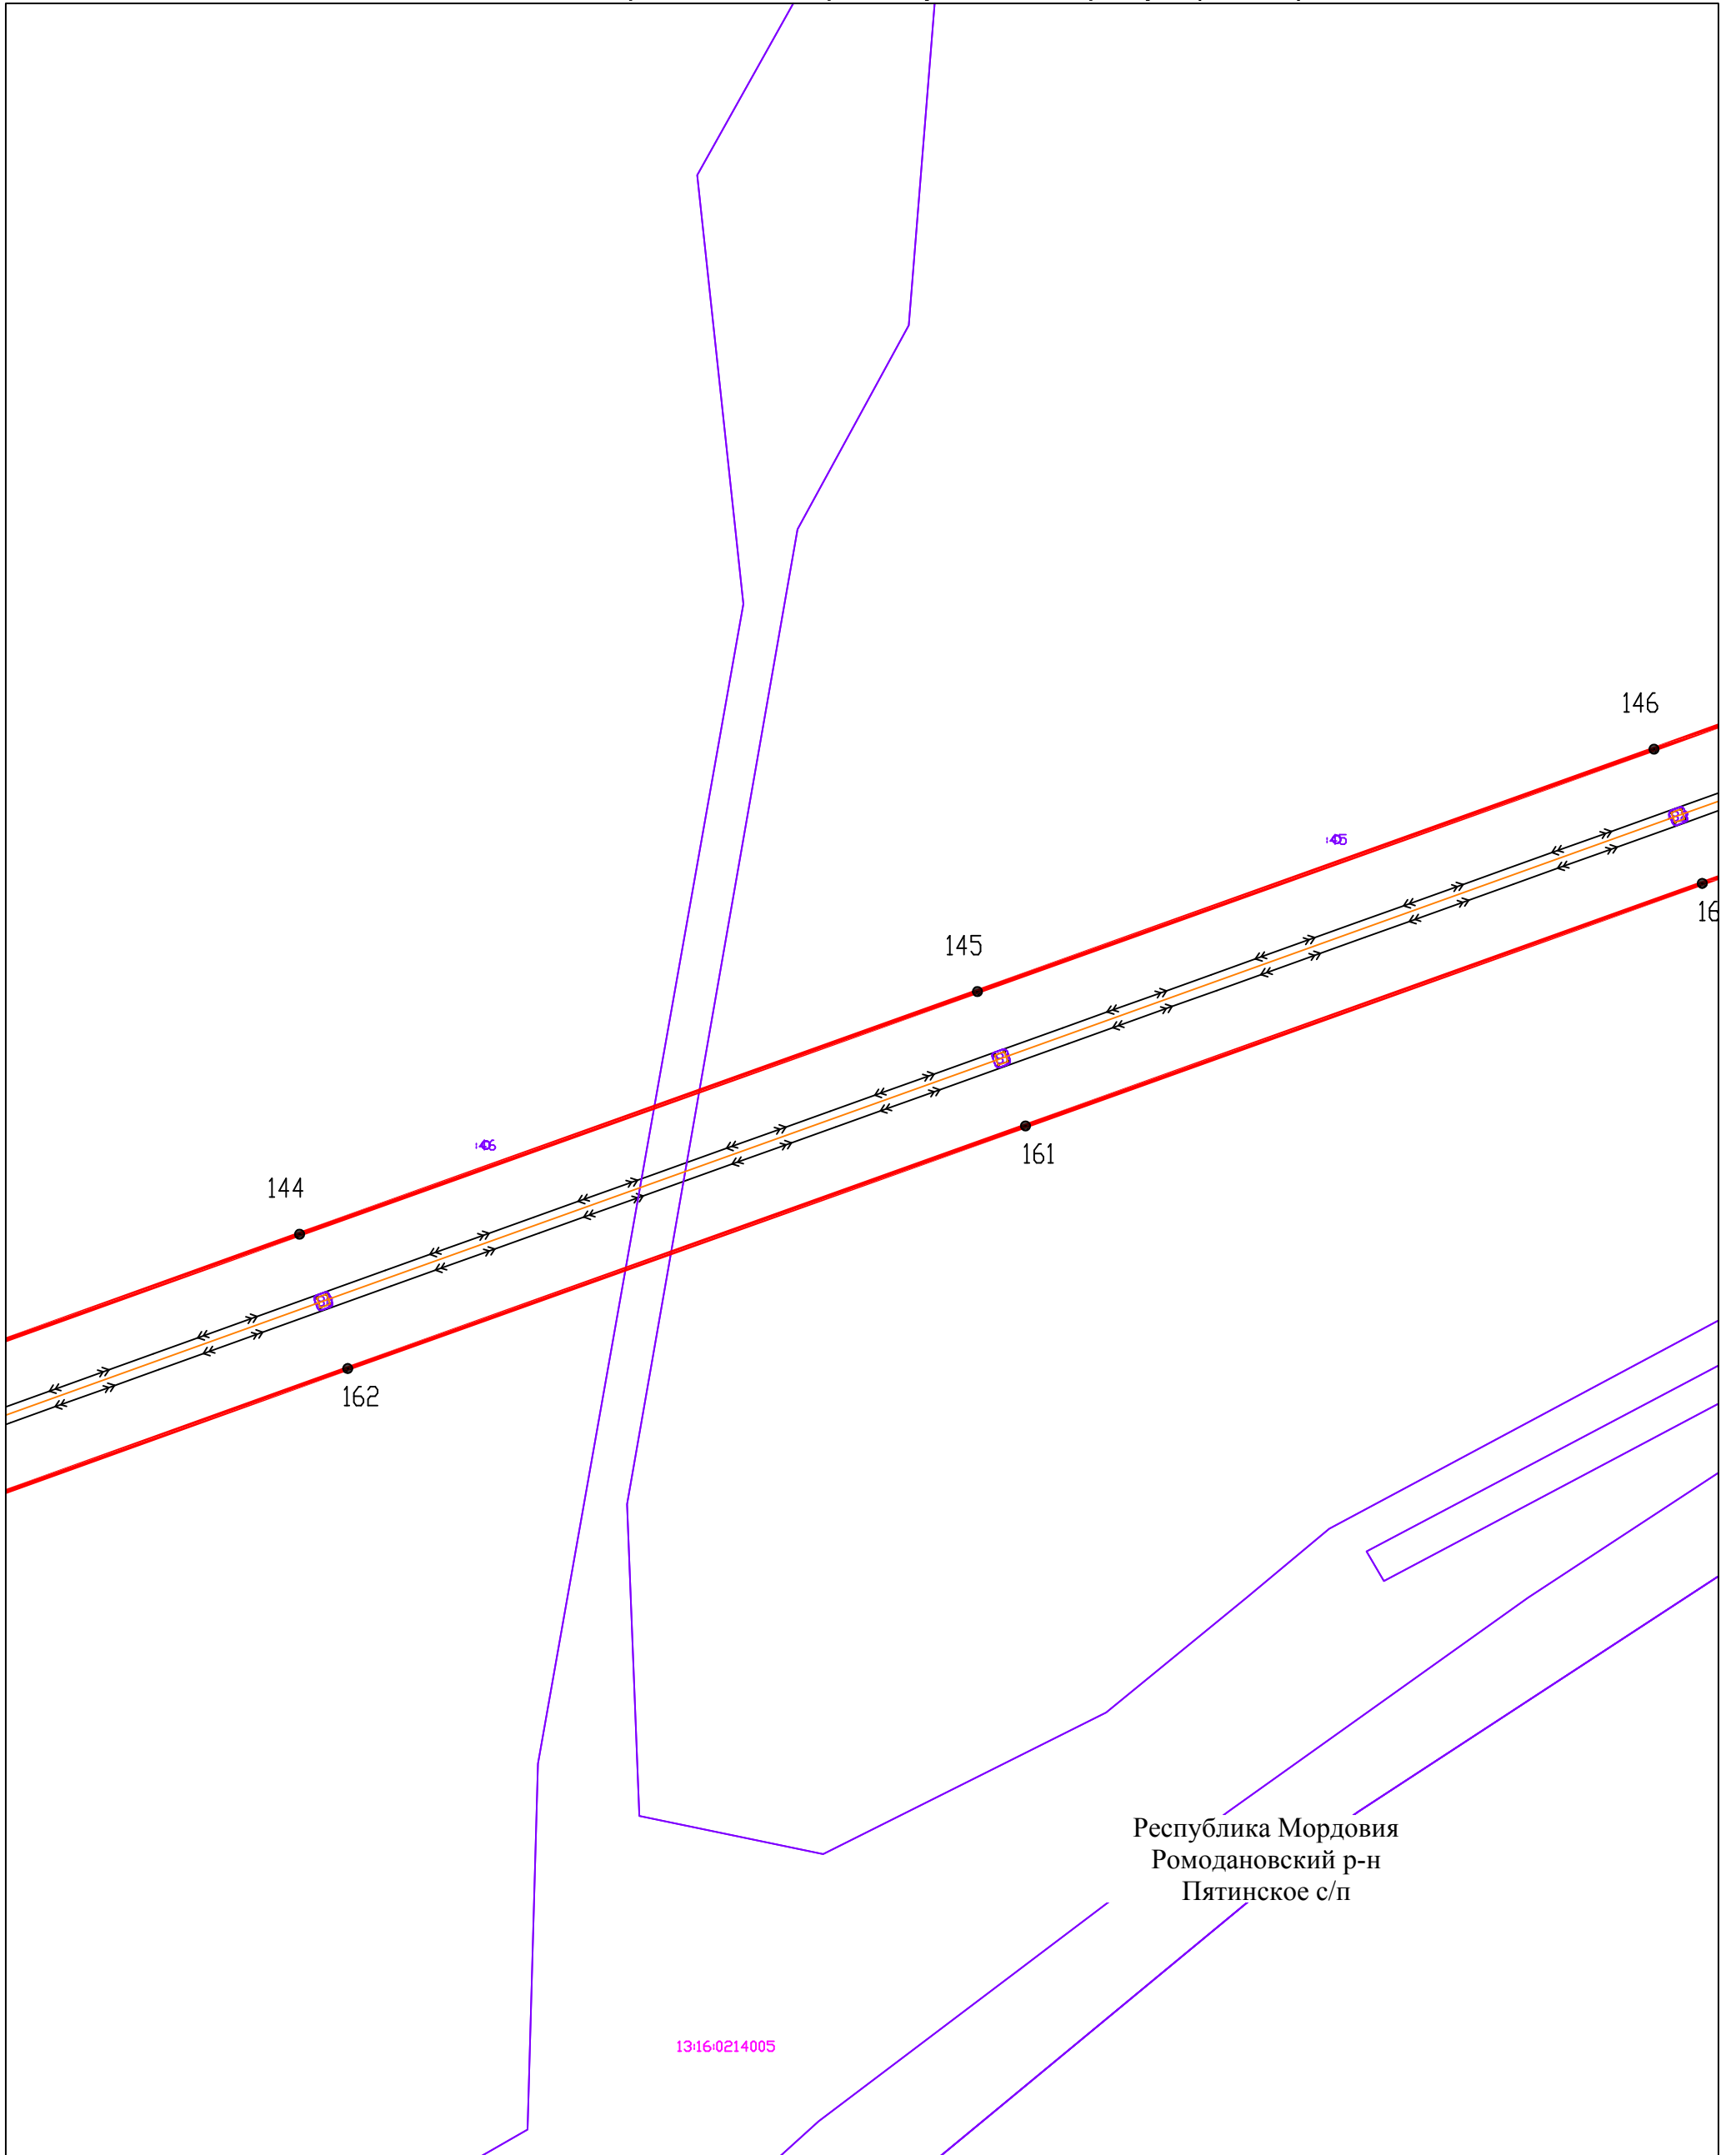 146
145
161
144
162
Республика Мордовия
Ромодановский р-н
Пятинское с/п
13:16:0214005